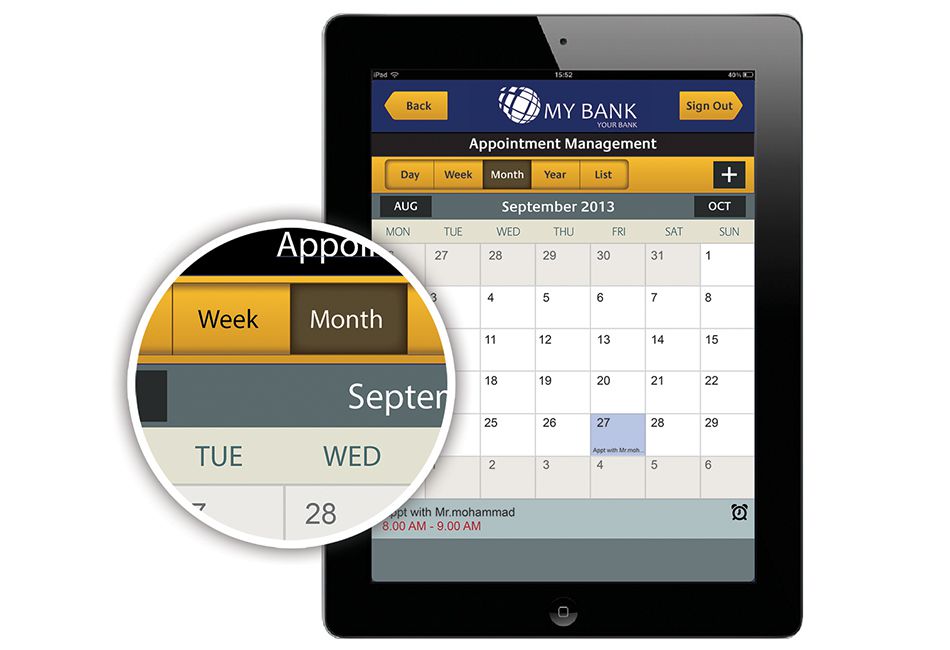 iPad 15:52 40%
Back MY BANK Sign Out
YOUR BANK
Appointment Management
Day Week Month Year List +
AUG September 2013 OCT
MON TUE WED THU FRI SAT SUN
27 28 29 30 31 1
3 4 5 6 7 8
11 12 13 14 15
18 19 20 21 22
25 26 27 28 29
Appt with Mr.moh...
1 2 3 4 5 6
ppt with Mr.mohammad
8.00 AM - 9.00 AM
Appoin
Week Month
Septem
TUE WED
7 28